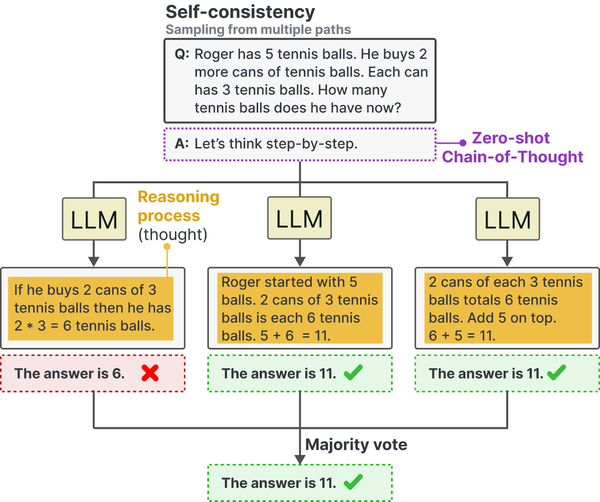 Self-consistency
Sampling from multiple paths
Q: Roger has 5 tennis balls. He buys 2
more cans of tennis balls. Each can
has 3 tennis balls. How many
tennis balls does he have now?
A: Let's think step-by-step.
Zero-shot
Chain-of-Thought
Reasoning
process
(thought)
LLM
LLM
LLM
If he buys 2 cans of 3
tennis balls then he has
2 * 3 = 6 tennis balls.
Roger started with 5
balls. 2 cans of 3 tennis
balls is each 6 tennis
balls. 5 + 6 = 11.
2 cans of each 3 tennis
balls totals 6 tennis
balls. Add 5 on top.
6 + 5 = 11.
The answer is 6.
The answer is 11.
The answer is 11.
Majority vote
The answer is 11.